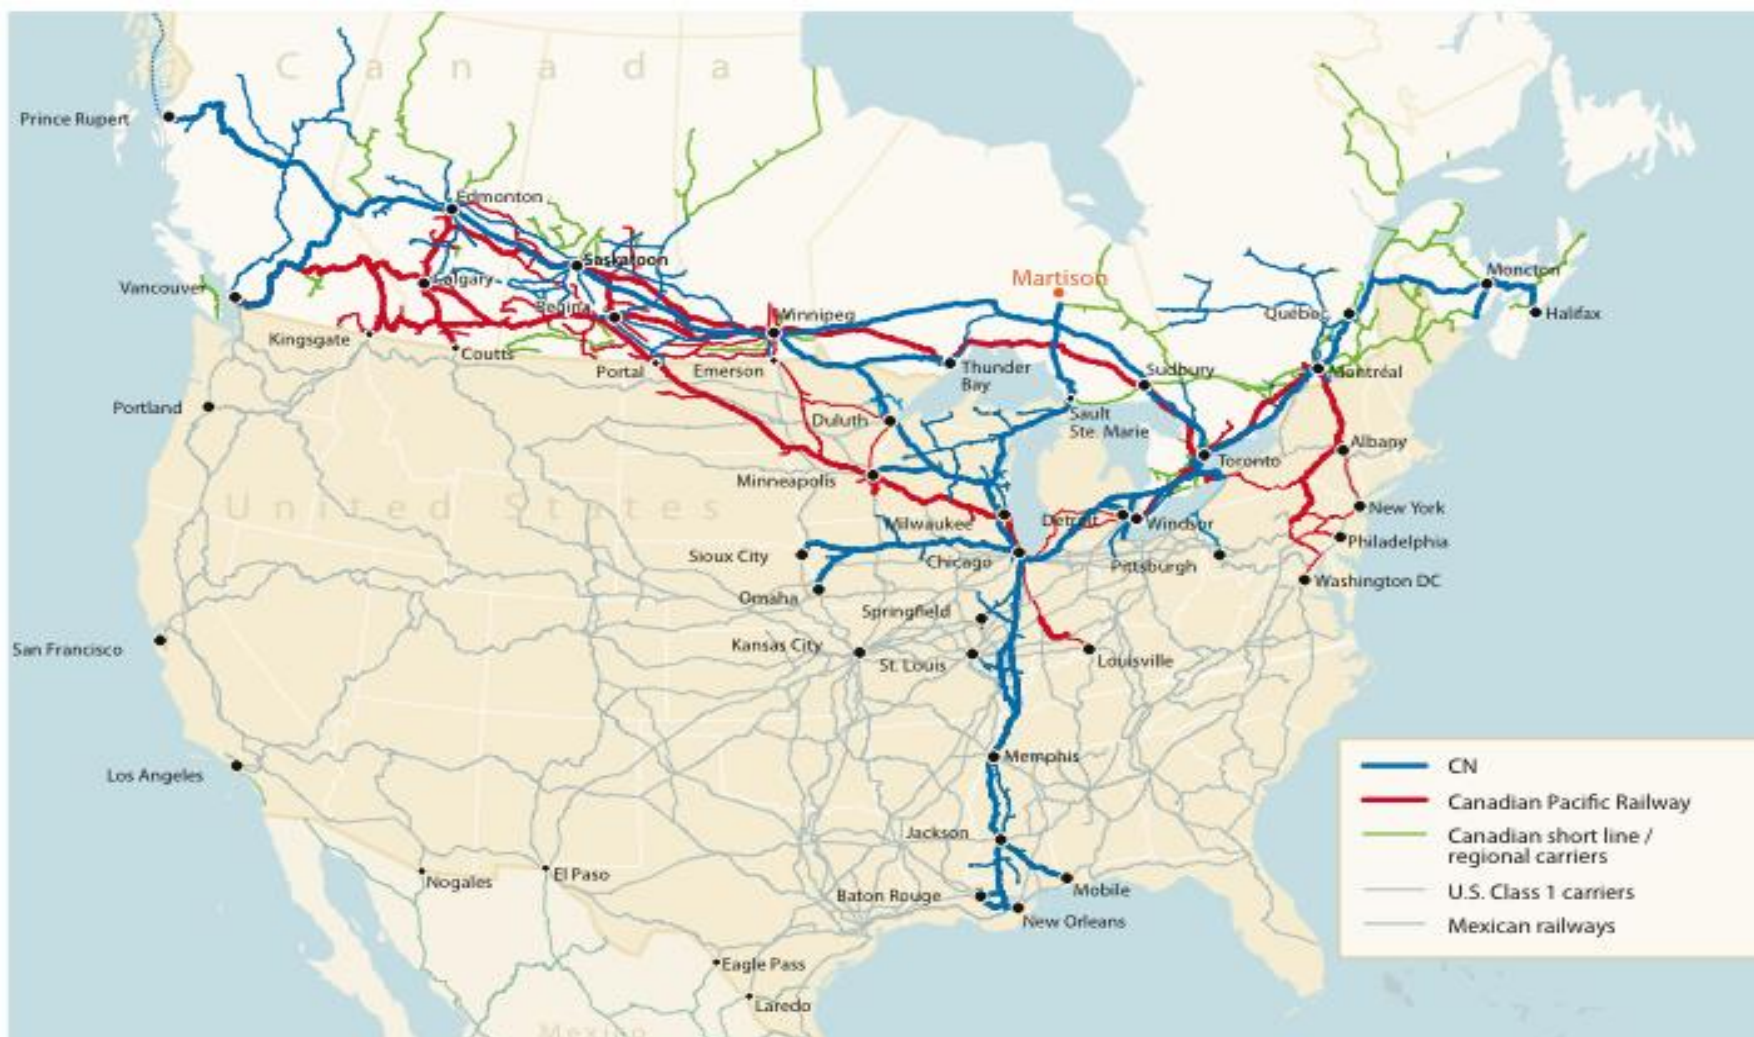 Canada
Prince Rupert
Edmonton
Saskatoon
Martison
Moncton
Vancouver
Calgary
Regina
Winnipeg
Québec
Halifax
Kingsgate
Coutts
Portal
Emerson
Thunder
Bay
Sudbury
Montréal
Portland
Duluth
Sault
Ste. Marie
Albany
Toronto
Minneapolis
United States
New York
Milwaukee
Detroit
Windsor
Philadelphia
Sioux City
Chicago
Pittsburgh
Washington DC
Omaha
Springfield
San Francisco
Kansas City
St. Louis
Louisville
Memphis
Los Angeles
Jackson
Nogales
El Paso
Baton Rouge
Mobile
New Orleans
Eagle Pass
Laredo
Mexico
CN
Canadian Pacific Railway
Canadian short line /
regional carriers
U.S. Class 1 carriers
Mexican railways